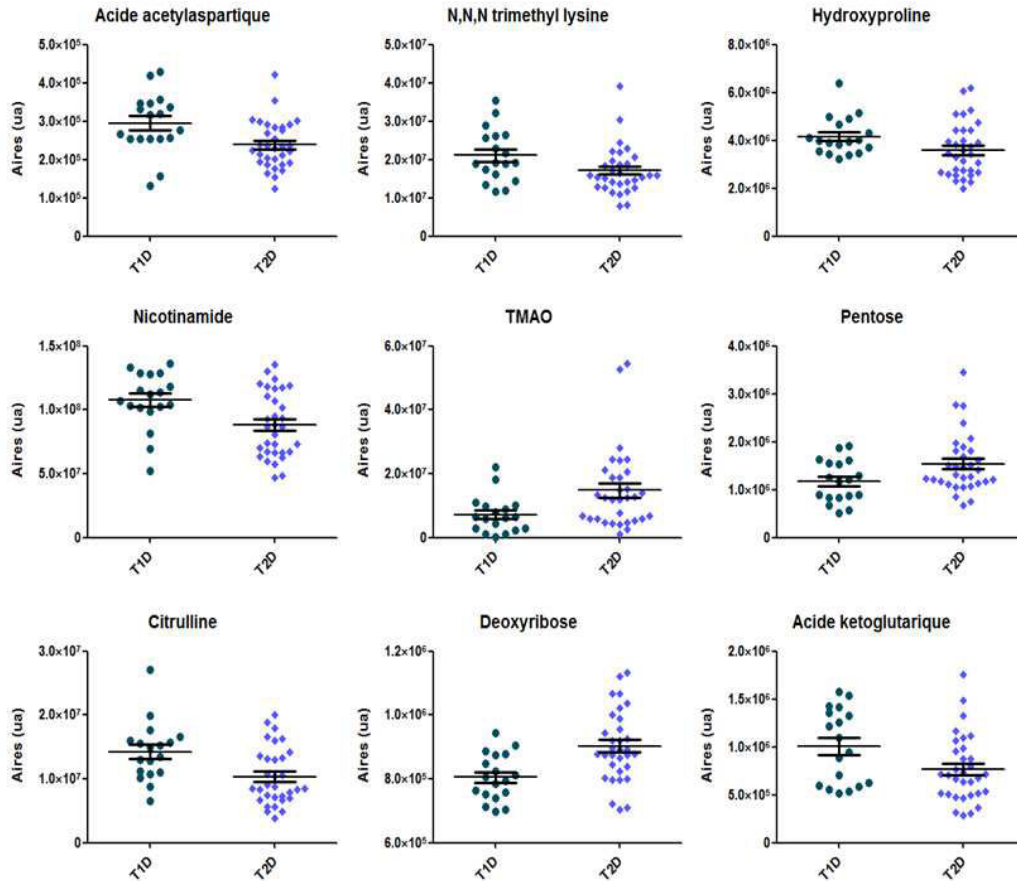 Acide acetylaspartique
Aires (ua)
5.0×10⁵
4.0×10⁵
3.0×10⁵
2.0×10⁵
1.0×10⁵
0
T1D
T2D
N,N,N trimethyl lysine
Aires (ua)
5.0×10⁷
4.0×10⁷
3.0×10⁷
2.0×10⁷
1.0×10⁷
0
T1D
T2D
Hydroxyproline
Aires (ua)
8.0×10⁶
6.0×10⁶
4.0×10⁶
2.0×10⁶
0
T1D
T2D
Nicotinamide
Aires (ua)
1.5×10⁸
1.0×10⁸
5.0×10⁷
0
T1D
T2D
TMAO
Aires (ua)
6.0×10⁷
4.0×10⁷
2.0×10⁷
0
T1D
T2D
Pentose
Aires (ua)
4.0×10⁶
3.0×10⁶
2.0×10⁶
1.0×10⁶
0
T1D
T2D
Citrulline
Aires (ua)
3.0×10⁷
2.0×10⁷
1.0×10⁷
0
T1D
T2D
Deoxyribose
Aires (ua)
1.2×10⁶
1.0×10⁶
8.0×10⁵
6.0×10⁵
T1D
T2D
Acide ketoglutarique
Aires (ua)
2.0×10⁶
1.5×10⁶
1.0×10⁶
5.0×10⁵
0
T1D
T2D